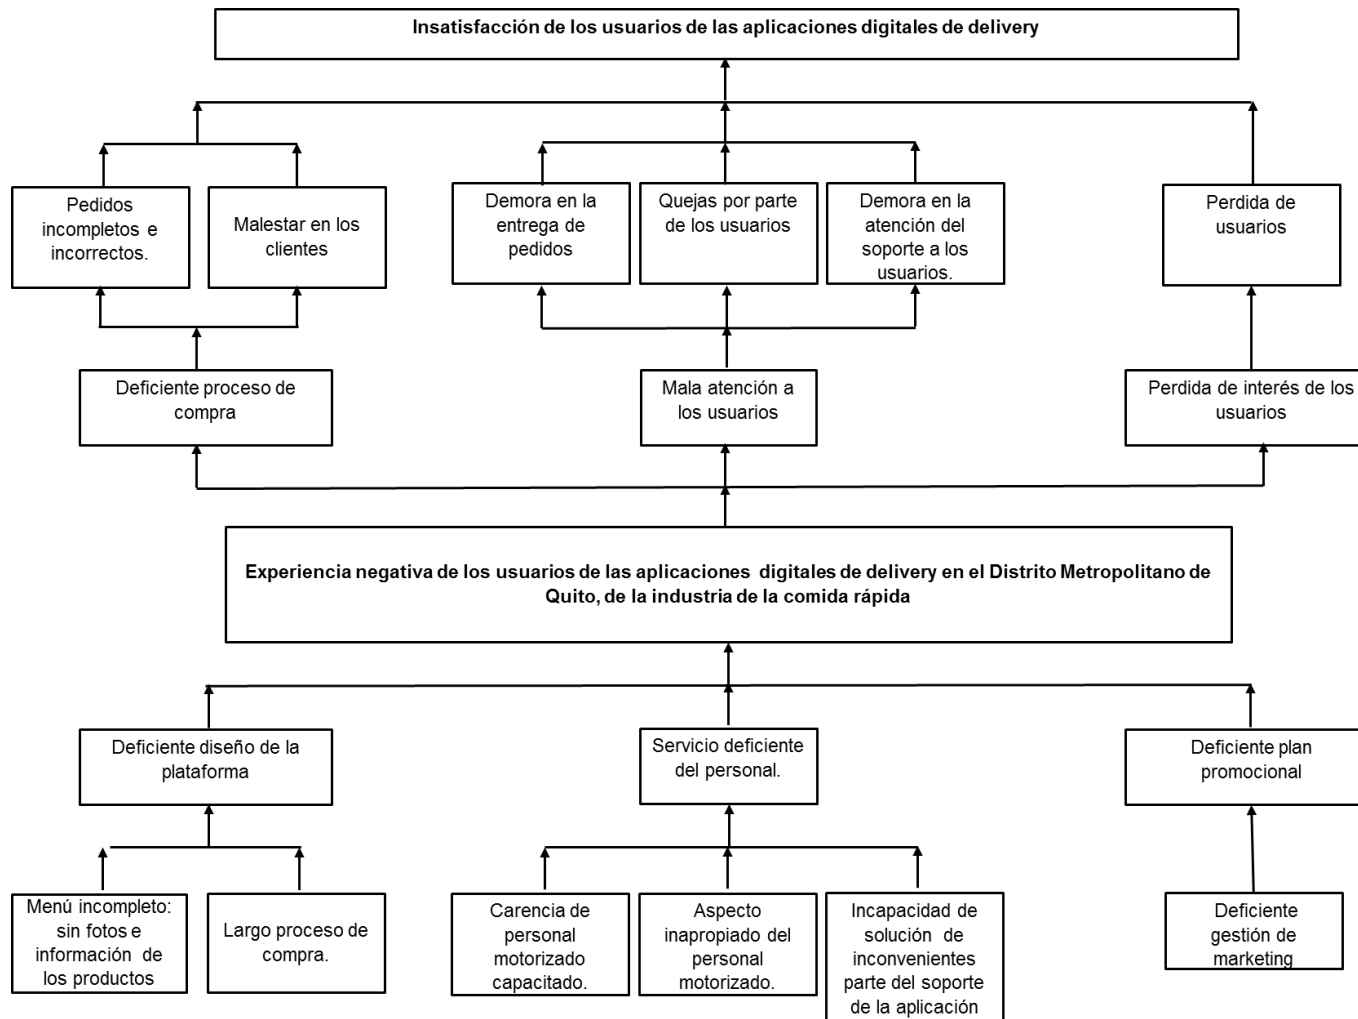 Insatisfacción de los usuarios de las aplicaciones digitales de delivery
Pedidos
incompletos e
incorrectos.
Malestar en los
clientes
Demora en la
entrega de
pedidos
Quejas por parte
de los usuarios
Demora en la
atención del
soporte a los
usuarios.
Perdida de
usuarios
Deficiente proceso de
compra
Mala atención a
los usuarios
Perdida de interés de los
usuarios
Experiencia negativa de los usuarios de las aplicaciones digitales de delivery en el Distrito Metropolitano de
Quito, de la industria de la comida rápida
Deficiente diseño de la
plataforma
Servicio deficiente
del personal.
Deficiente plan
promocional
Menú incompleto:
sin fotos e
información de
los productos
Largo proceso de
compra.
Carencia de
personal
motorizado
capacitado.
Aspecto
inapropiado del
personal
motorizado.
Incapacidad de
solución de
inconvenientes
parte del soporte
de la aplicación
Deficiente
gestión de
marketing